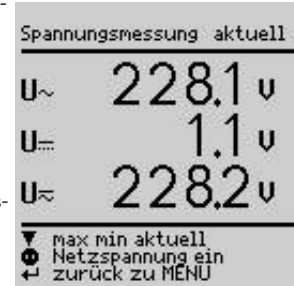 -
Spannungsmessung aktuell
U~ 228.1 V
U⎓ 1.1 V
s-
U≂ 228.2 V
▼ max min aktuell
Netzspannung ein
↵ zurück zu MENU